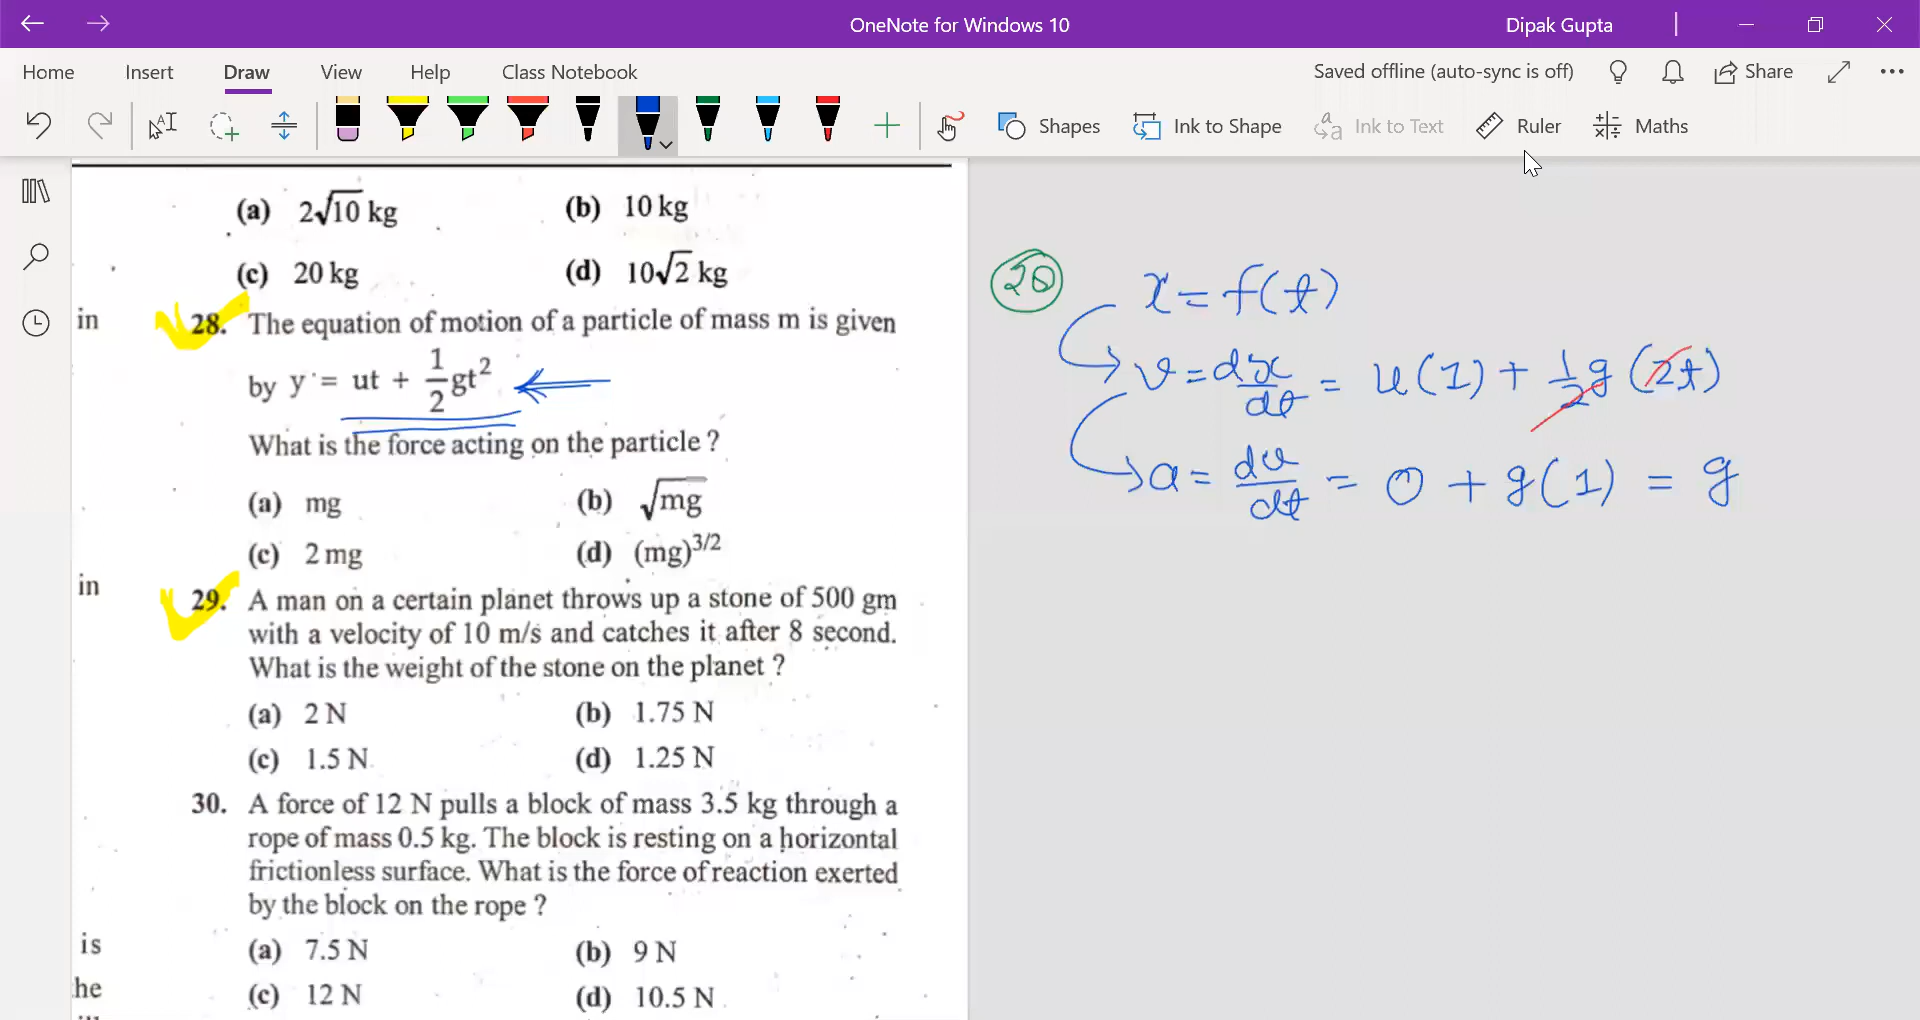 OneNote for Windows 10
Dipak Gupta
Home Insert Draw View Help Class Notebook
Saved offline (auto-sync is off) Share
Shapes Ink to Shape Ink to Text Ruler Maths
(a) 2√10 kg (b) 10 kg
(c) 20 kg (d) 10√2 kg
in
28. The equation of motion of a particle of mass m is given
by y = ut + 1/2 gt²
What is the force acting on the particle ?
(a) mg (b) √mg
(c) 2 mg (d) (mg)^3/2
in
29. A man on a certain planet throws up a stone of 500 gm
with a velocity of 10 m/s and catches it after 8 second.
What is the weight of the stone on the planet ?
(a) 2 N (b) 1.75 N
(c) 1.5 N (d) 1.25 N
30. A force of 12 N pulls a block of mass 3.5 kg through a
rope of mass 0.5 kg. The block is resting on a horizontal
frictionless surface. What is the force of reaction exerted
by the block on the rope ?
is
(a) 7.5 N (b) 9 N
he
(c) 12 N (d) 10.5 N
28 x = f(t)
v = dx/dt = u(1) + 1/2 g (2t)
a = dv/dt = 0 + g(1) = g